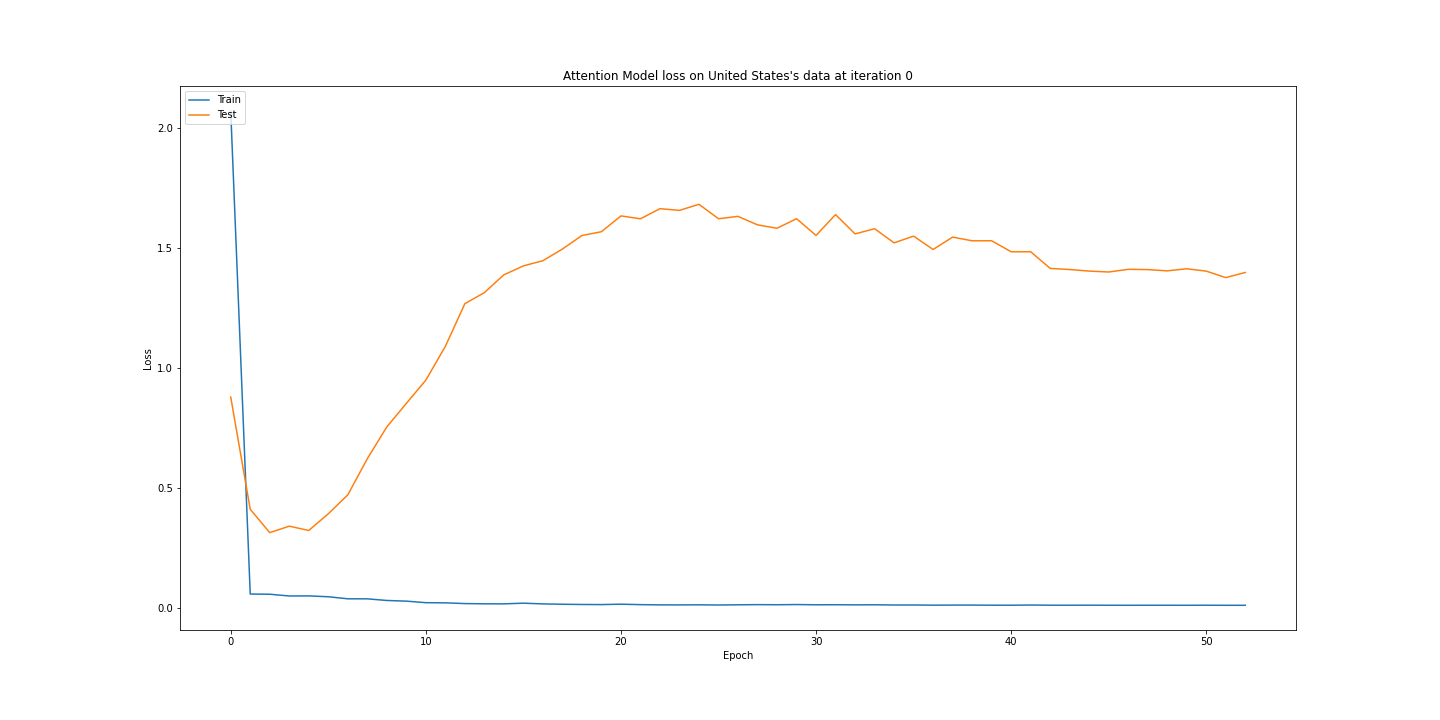 Attention Model loss on United States's data at iteration 0
Train
Test
2.0
1.5
1.0
0.5
0.0
Loss
0 10 20 30 40 50
Epoch